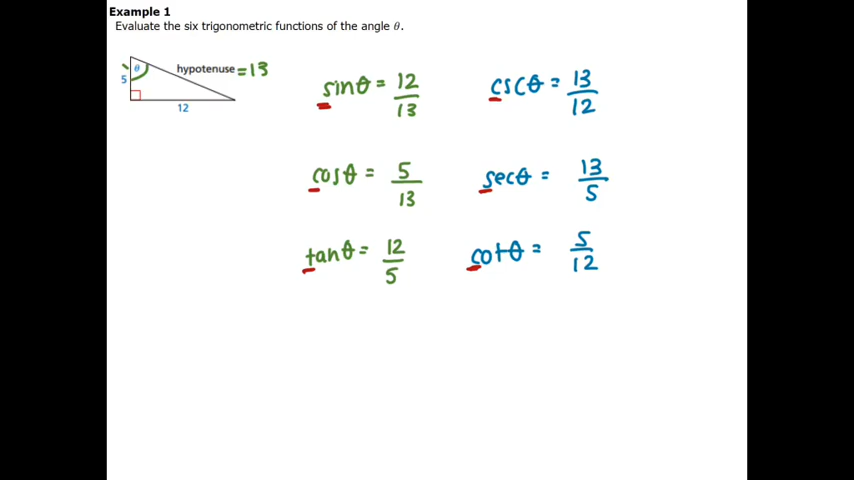 Example 1
Evaluate the six trigonometric functions of the angle θ.
θ
hypotenuse = 13
5
12
sinθ = 12/13
cscθ = 13/12
cosθ = 5/13
secθ = 13/5
tanθ = 12/5
cotθ = 5/12